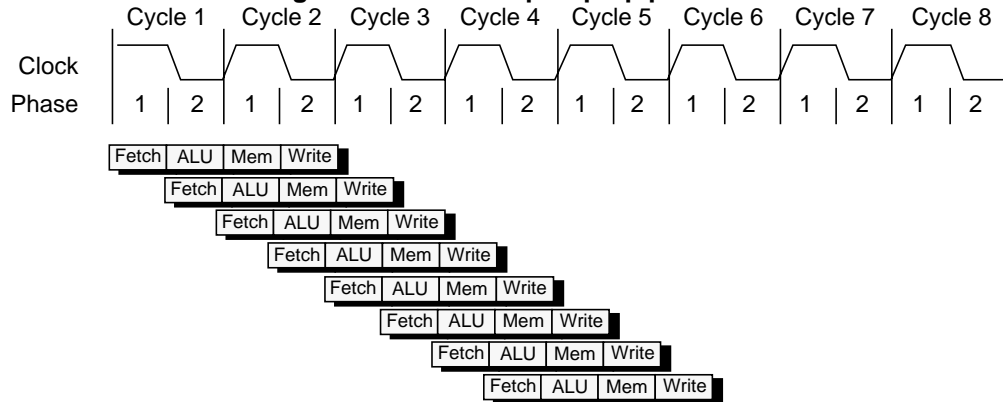 Cycle 1 Cycle 2 Cycle 3 Cycle 4 Cycle 5 Cycle 6 Cycle 7 Cycle 8
Clock
Phase 1 2 1 2 1 2 1 2 1 2 1 2 1 2 1 2
Fetch ALU Mem Write
Fetch ALU Mem Write
Fetch ALU Mem Write
Fetch ALU Mem Write
Fetch ALU Mem Write
Fetch ALU Mem Write
Fetch ALU Mem Write
Fetch ALU Mem Write